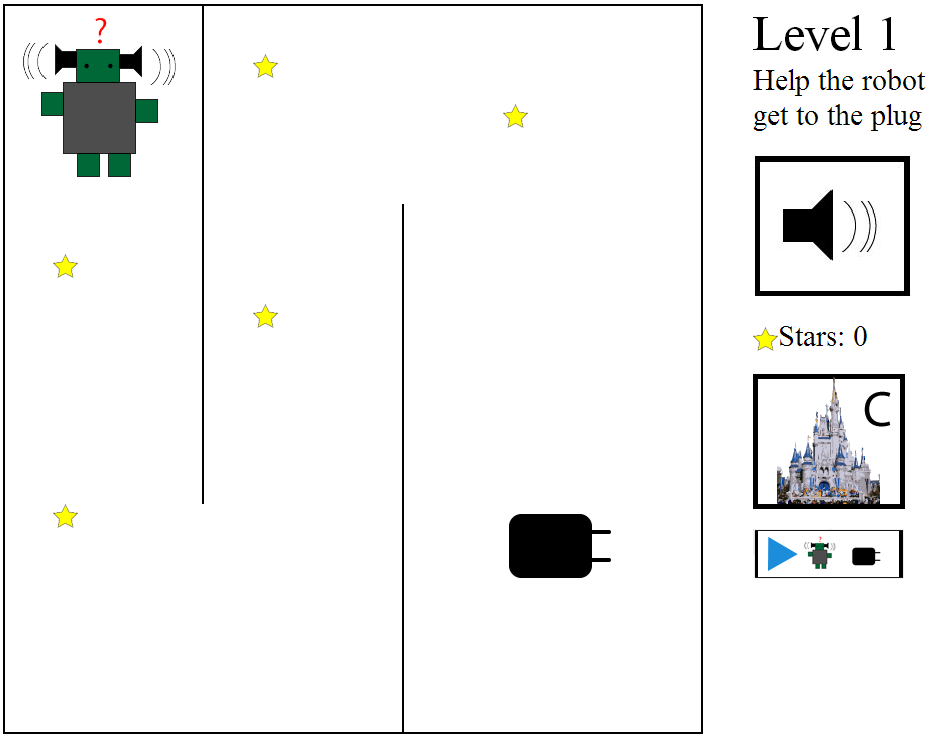 ?
Level 1
Help the robot
get to the plug
Stars: 0
C
?